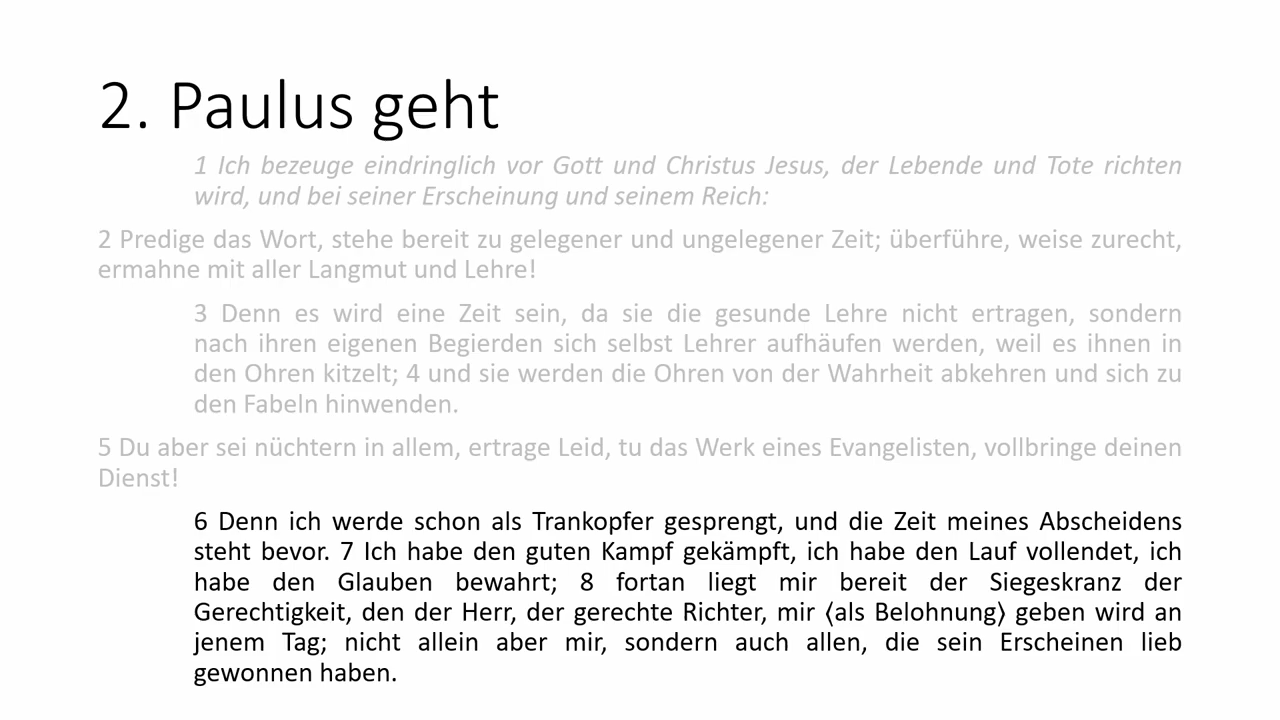 2. Paulus geht
1 Ich bezeuge eindringlich vor Gott und Christus Jesus, der Lebende und Tote richten
wird, und bei seiner Erscheinung und seinem Reich:
2 Predige das Wort, stehe bereit zu gelegener und ungelegener Zeit; überführe, weise zurecht,
ermahne mit aller Langmut und Lehre!
3 Denn es wird eine Zeit sein, da sie die gesunde Lehre nicht ertragen, sondern
nach ihren eigenen Begierden sich selbst Lehrer aufhäufen werden, weil es ihnen in
den Ohren kitzelt; 4 und sie werden die Ohren von der Wahrheit abkehren und sich zu
den Fabeln hinwenden.
5 Du aber sei nüchtern in allem, ertrage Leid, tu das Werk eines Evangelisten, vollbringe deinen
Dienst!
6 Denn ich werde schon als Trankopfer gesprengt, und die Zeit meines Abscheidens
steht bevor. 7 Ich habe den guten Kampf gekämpft, ich habe den Lauf vollendet, ich
habe den Glauben bewahrt; 8 fortan liegt mir bereit der Siegeskranz der
Gerechtigkeit, den der Herr, der gerechte Richter, mir ⟨als Belohnung⟩ geben wird an
jenem Tag; nicht allein aber mir, sondern auch allen, die sein Erscheinen lieb
gewonnen haben.